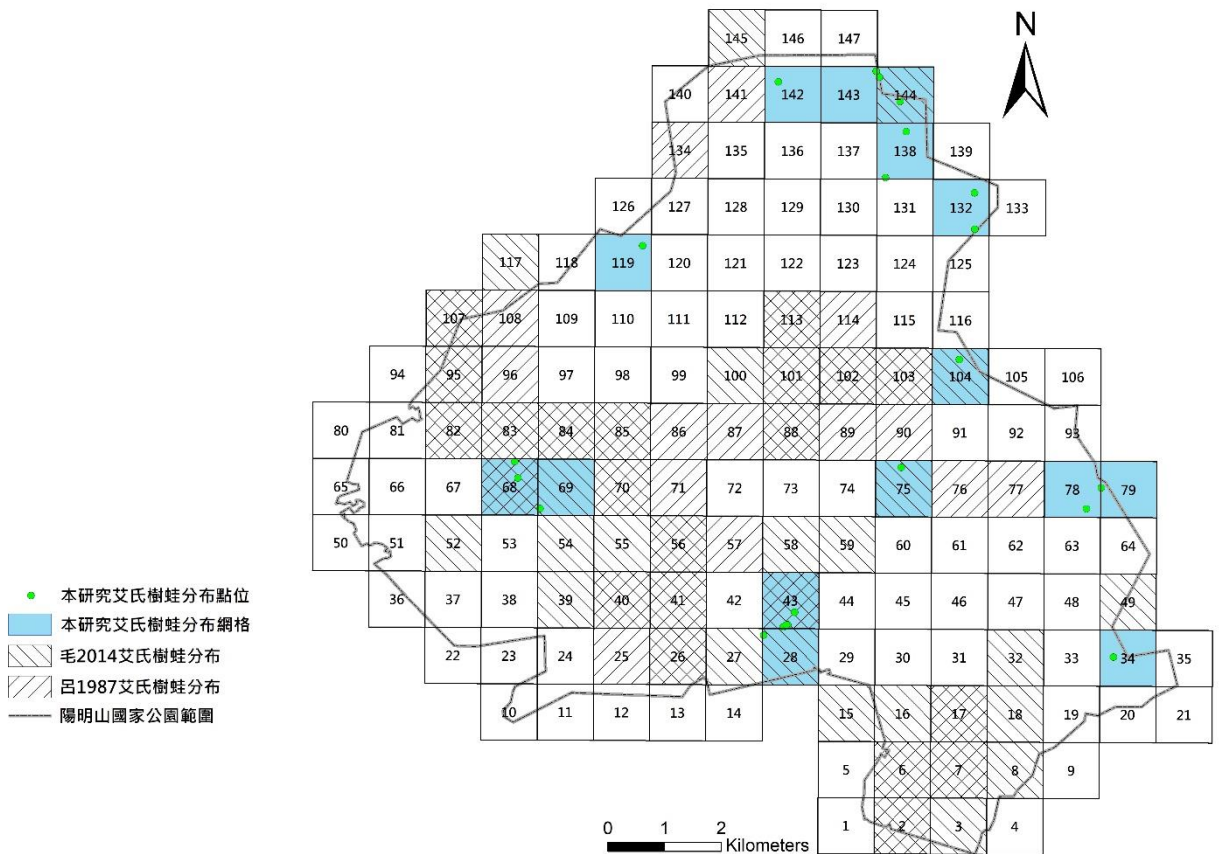 N
145 146 147
140 141 142 143 144
134 135 136 137 138 139
126 127 128 129 130 131 132 133
117 118 119 120 121 122 123 124 125
107 108 109 110 111 112 113 114 115 116
94 95 96 97 98 99 100 101 102 103 104 105 106
80 81 82 83 84 85 86 87 88 89 90 91 92 93
65 66 67 68 69 70 71 72 73 74 75 76 77 78 79
50 51 52 53 54 55 56 57 58 59 60 61 62 63 64
36 37 38 39 40 41 42 43 44 45 46 47 48 49
22 23 24 25 26 27 28 29 30 31 32 33 34 35
10 11 12 13 14 15 16 17 18 19 20 21
5 6 7 8 9
1 2 3 4
本研究艾氏樹蛙分布點位
本研究艾氏樹蛙分布網格
毛2014艾氏樹蛙分布
呂1987艾氏樹蛙分布
陽明山國家公園範圍
0 1 2
Kilometers